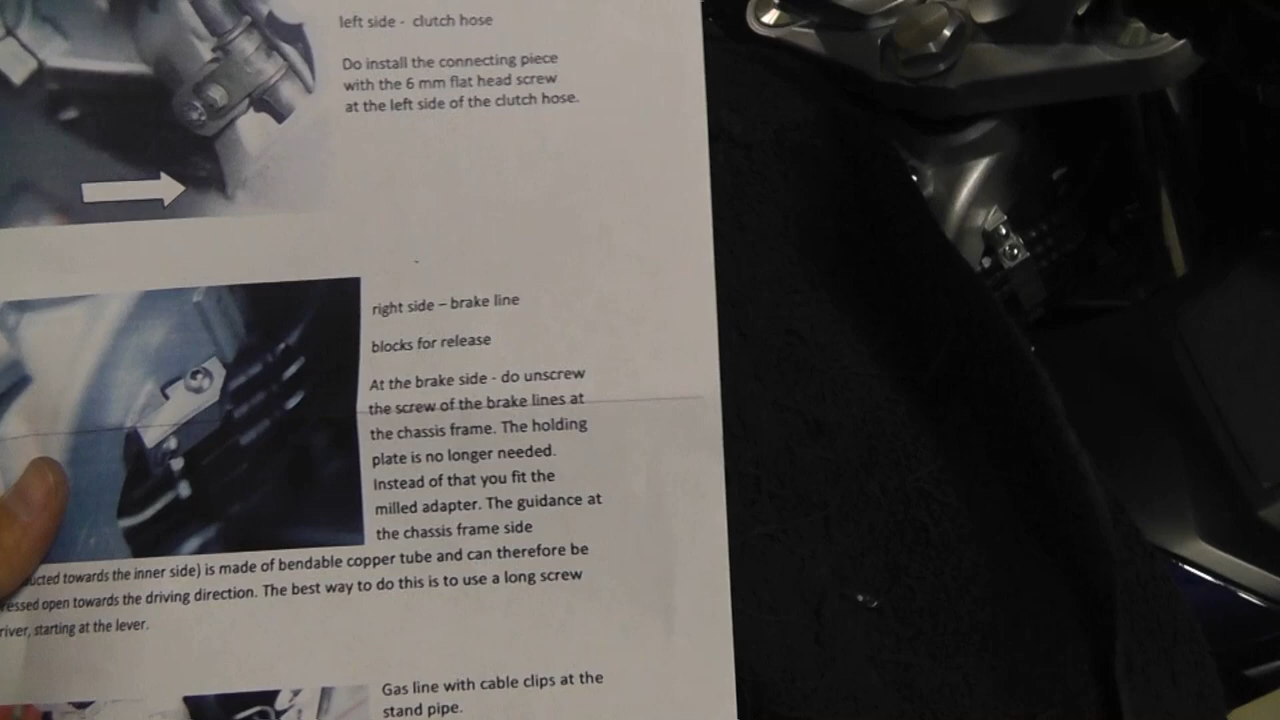 left side - clutch hose
Do install the connecting piece
with the 6 mm flat head screw
at the left side of the clutch hose.
right side – brake line
blocks for release
At the brake side - do unscrew
the screw of the brake lines at
the chassis frame. The holding
plate is no longer needed.
Instead of that you fit the
milled adapter. The guidance at
the chassis frame side
ucted towards the inner side) is made of bendable copper tube and can therefore be
ressed open towards the driving direction. The best way to do this is to use a long screw
river, starting at the lever.
Gas line with cable clips at the
stand pipe.